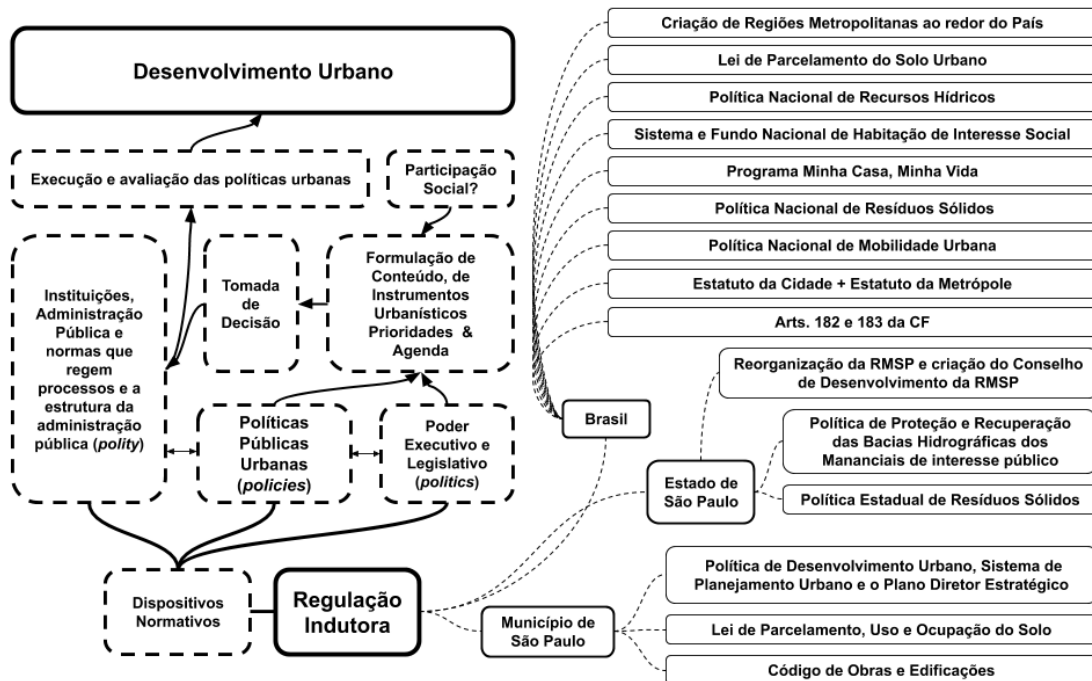 Desenvolvimento Urbano
Execução e avaliação das políticas urbanas
Participação
Social?
Instituições,
Administração
Pública e
normas que
regem
processos e a
estrutura da
administração
pública (polity)
Tomada
de
Decisão
Formulação de
Conteúdo, de
Instrumentos
Urbanísticos
Prioridades &
Agenda
Políticas
Públicas
Urbanas
(policies)
Poder
Executivo e
Legislativo
(politics)
Dispositivos
Normativos
Regulação
Indutora
Brasil
Criação de Regiões Metropolitanas ao redor do País
Lei de Parcelamento do Solo Urbano
Política Nacional de Recursos Hídricos
Sistema e Fundo Nacional de Habitação de Interesse Social
Programa Minha Casa, Minha Vida
Política Nacional de Resíduos Sólidos
Política Nacional de Mobilidade Urbana
Estatuto da Cidade + Estatuto da Metrópole
Arts. 182 e 183 da CF
Estado de
São Paulo
Reorganização da RMSP e criação do Conselho
de Desenvolvimento da RMSP
Política de Proteção e Recuperação
das Bacias Hidrográficas dos
Mananciais de interesse público
Política Estadual de Resíduos Sólidos
Município de
São Paulo
Política de Desenvolvimento Urbano, Sistema de
Planejamento Urbano e o Plano Diretor Estratégico
Lei de Parcelamento, Uso e Ocupação do Solo
Código de Obras e Edificações